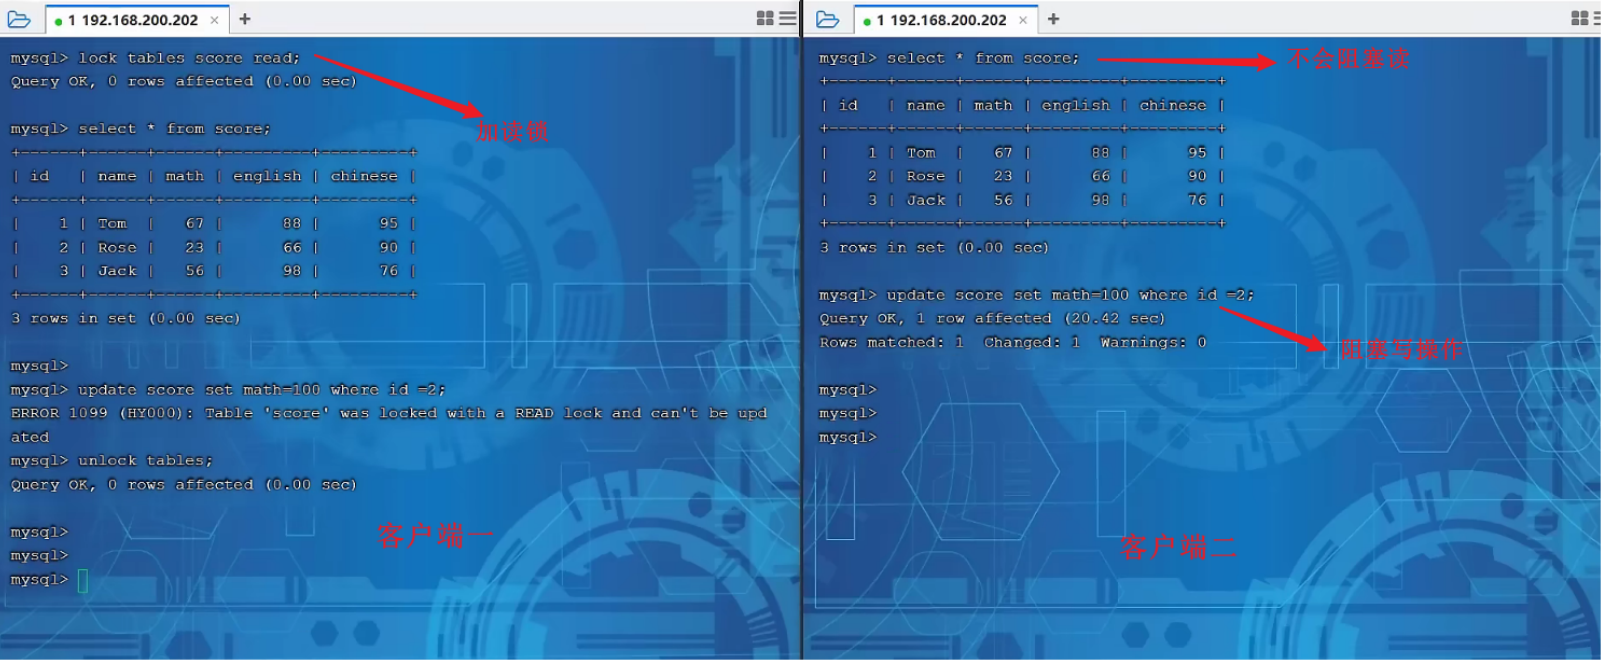 1 192.168.200.202 × +
mysql> lock tables score read;
Query OK, 0 rows affected (0.00 sec)
加读锁
mysql> select * from score;
+------+------+------+---------+---------+
| id   | name | math | english | chinese |
+------+------+------+---------+---------+
|    1 | Tom  |   67 |      88 |      95 |
|    2 | Rose |   23 |      66 |      90 |
|    3 | Jack |   56 |      98 |      76 |
+------+------+------+---------+---------+
3 rows in set (0.00 sec)
mysql>
mysql> update score set math=100 where id =2;
ERROR 1099 (HY000): Table 'score' was locked with a READ lock and can't be upd
ated
mysql> unlock tables;
Query OK, 0 rows affected (0.00 sec)
mysql>
客户端一
mysql>
mysql>
1 192.168.200.202 × +
mysql> select * from score;
不会阻塞读
+------+------+------+---------+---------+
| id   | name | math | english | chinese |
+------+------+------+---------+---------+
|    1 | Tom  |   67 |      88 |      95 |
|    2 | Rose |   23 |      66 |      90 |
|    3 | Jack |   56 |      98 |      76 |
+------+------+------+---------+---------+
3 rows in set (0.00 sec)
mysql> update score set math=100 where id =2;
Query OK, 1 row affected (20.42 sec)
Rows matched: 1  Changed: 1  Warnings: 0
阻塞写操作
mysql>
mysql>
mysql>
客户端二